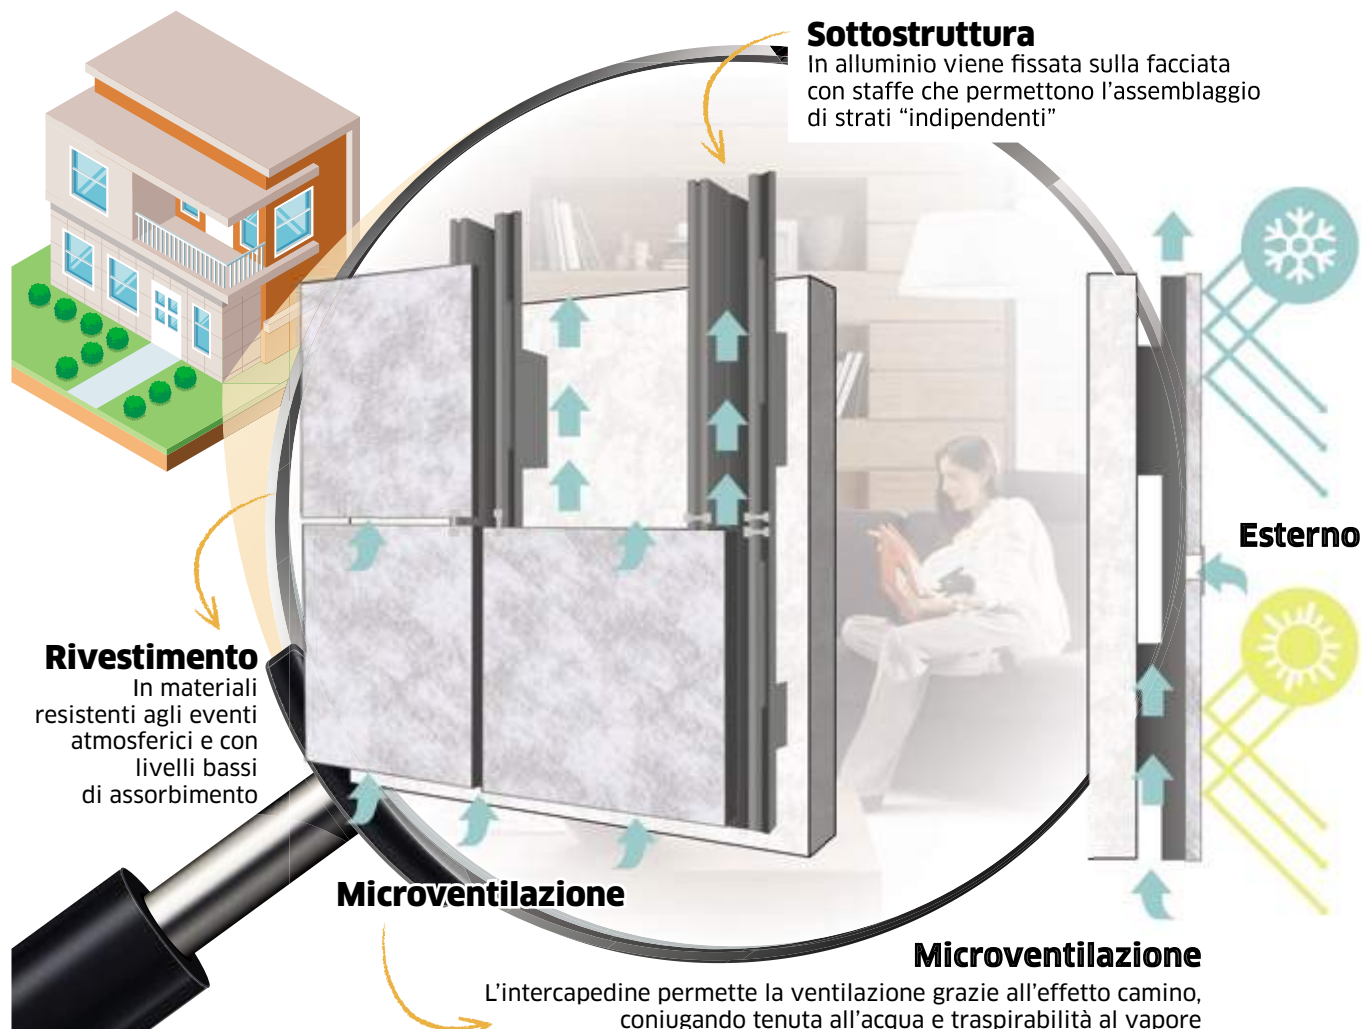 Sottostruttura
In alluminio viene fissata sulla facciata
con staffe che permettono l’assemblaggio
di strati “indipendenti”
Esterno
Rivestimento
In materiali
resistenti agli eventi
atmosferici e con
livelli bassi
di assorbimento
Microventilazione
Microventilazione
L’intercapedine permette la ventilazione grazie all’effetto camino,
coniugando tenuta all’acqua e traspirabilità al vapore